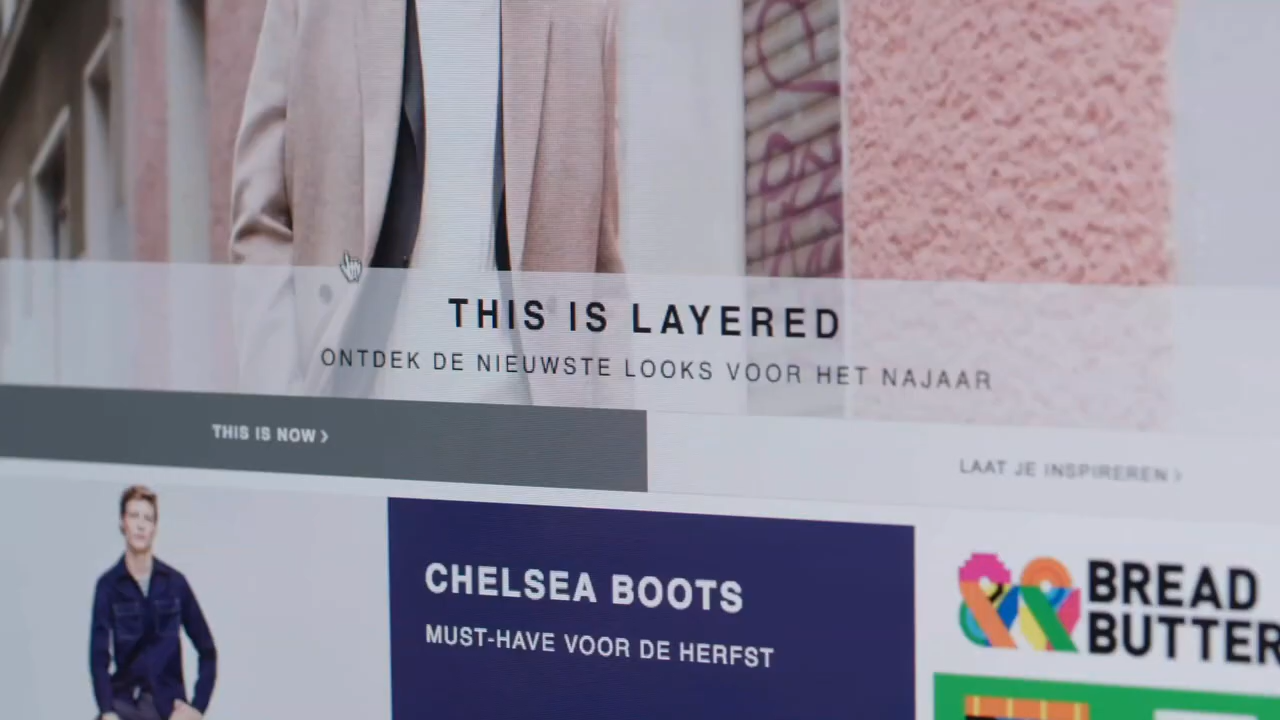 THIS IS LAYERED
ONTDEK DE NIEUWSTE LOOKS VOOR HET NAJAAR
THIS IS NOW ›
LAAT JE INSPIREREN ›
CHELSEA BOOTS
MUST-HAVE VOOR DE HERFST
BREAD
BUTTER